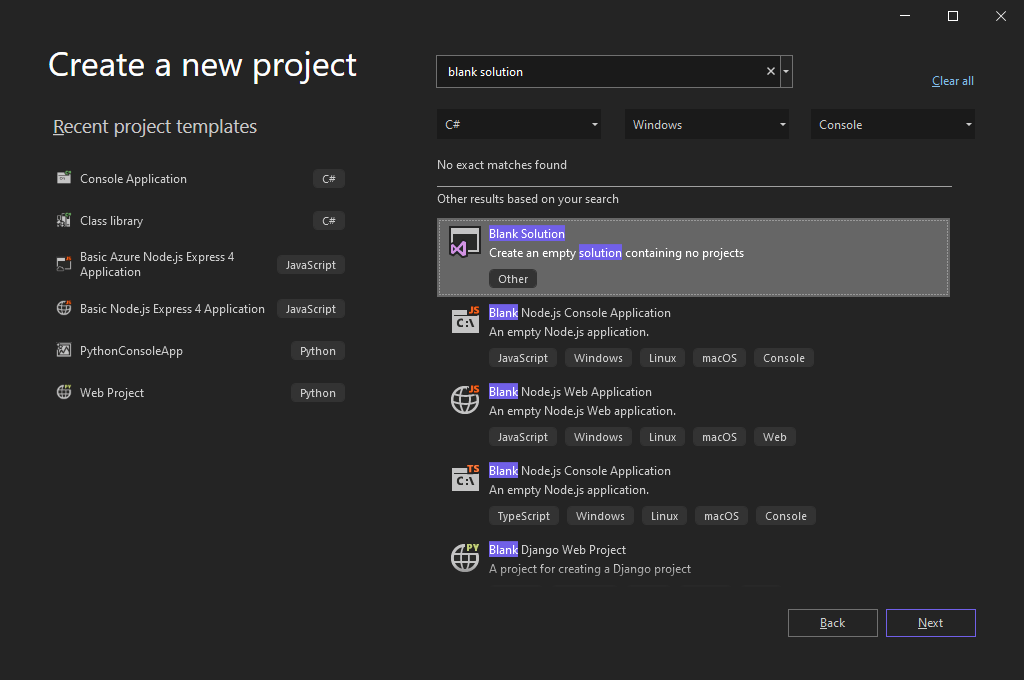 Create a new project
Recent project templates
Console Application
C#
Class library
C#
Basic Azure Node.js Express 4
Application
JavaScript
Basic Node.js Express 4 Application
JavaScript
PythonConsoleApp
Python
Web Project
Python
blank solution
Clear all
C#
Windows
Console
No exact matches found
Other results based on your search
Blank Solution
Create an empty solution containing no projects
Other
JS
C:\
Blank Node.js Console Application
An empty Node.js application.
JavaScript Windows Linux macOS Console
JS
Blank Node.js Web Application
An empty Node.js Web application.
JavaScript Windows Linux macOS Web
TS
C:\
Blank Node.js Console Application
An empty Node.js application.
TypeScript Windows Linux macOS Console
PY
Blank Django Web Project
A project for creating a Django project
Back
Next